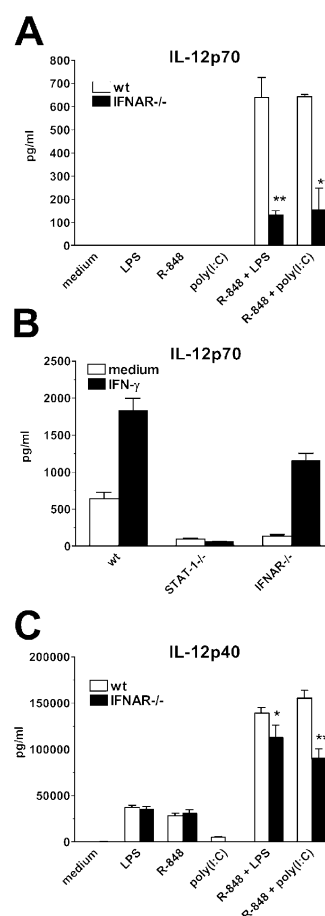 A
IL-12p70
800
700
600
500
400
300
200
100
0
pg/ml
wt
IFNAR-/-
**
*
medium
LPS
R-848
poly(I:C)
R-848 + LPS
R-848 + poly(I:C)
B
IL-12p70
2500
2000
1500
1000
500
0
pg/ml
medium
IFN-γ
wt
STAT-1-/-
IFNAR-/-
C
IL-12p40
200000
150000
100000
50000
0
pg/ml
wt
IFNAR-/-
*
**
medium
LPS
R-848
poly(I:C)
R-848 + LPS
R-848 + poly(I:C)